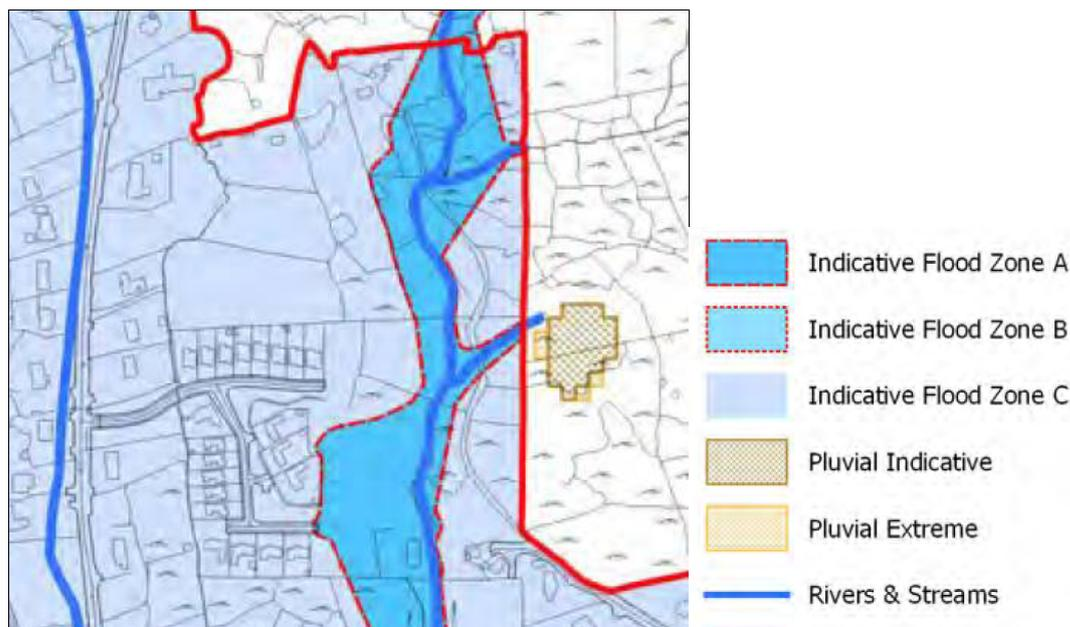 Indicative Flood Zone A
Indicative Flood Zone B
Indicative Flood Zone C
Pluvial Indicative
Pluvial Extreme
Rivers & Streams